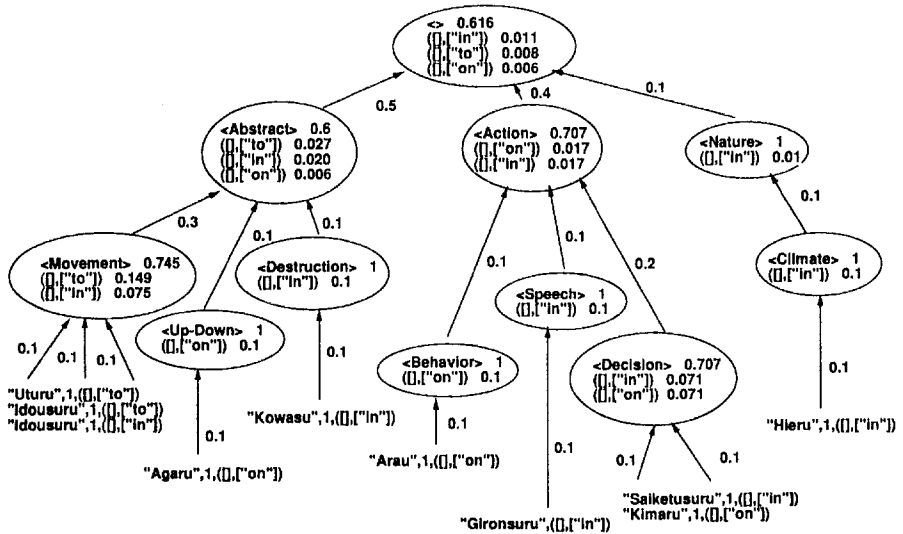 <> 0.616
([],["in"]) 0.011
([],["to"]) 0.008
([],["on"]) 0.006
0.5
0.4
0.1
<Abstract> 0.6
([],["to"]) 0.027
([],["in"]) 0.020
([],["on"]) 0.006
<Action> 0.707
([],["on"]) 0.017
([],["in"]) 0.017
<Nature> 1
([],["in"]) 0.01
0.3
0.1
0.1
0.1
0.1
0.2
0.1
<Movement> 0.745
([],["to"]) 0.149
([],["in"]) 0.075
<Destruction> 1
([],["in"]) 0.1
<Climate> 1
([],["in"]) 0.1
<Speech> 1
([],["in"]) 0.1
<Up-Down> 1
([],["on"]) 0.1
<Behavior> 1
([],["on"]) 0.1
<Decision> 0.707
([],["in"]) 0.071
([],["on"]) 0.071
0.1
0.1
0.1
0.1
0.1
"Uturu",1,([],["to"])
"Idousuru",1,([],["to"])
"Idousuru",1,([],["in"])
"Kowasu",1,([],["in"])
"Hieru",1,([],["in"])
0.1
0.1
0.1
0.1
0.1
"Agaru",1,([],["on"])
"Arau",1,([],["on"])
"Saiketusuru",1,([],["in"])
"Kimaru",1,([],["on"])
"Gironsuru",([],["in"])